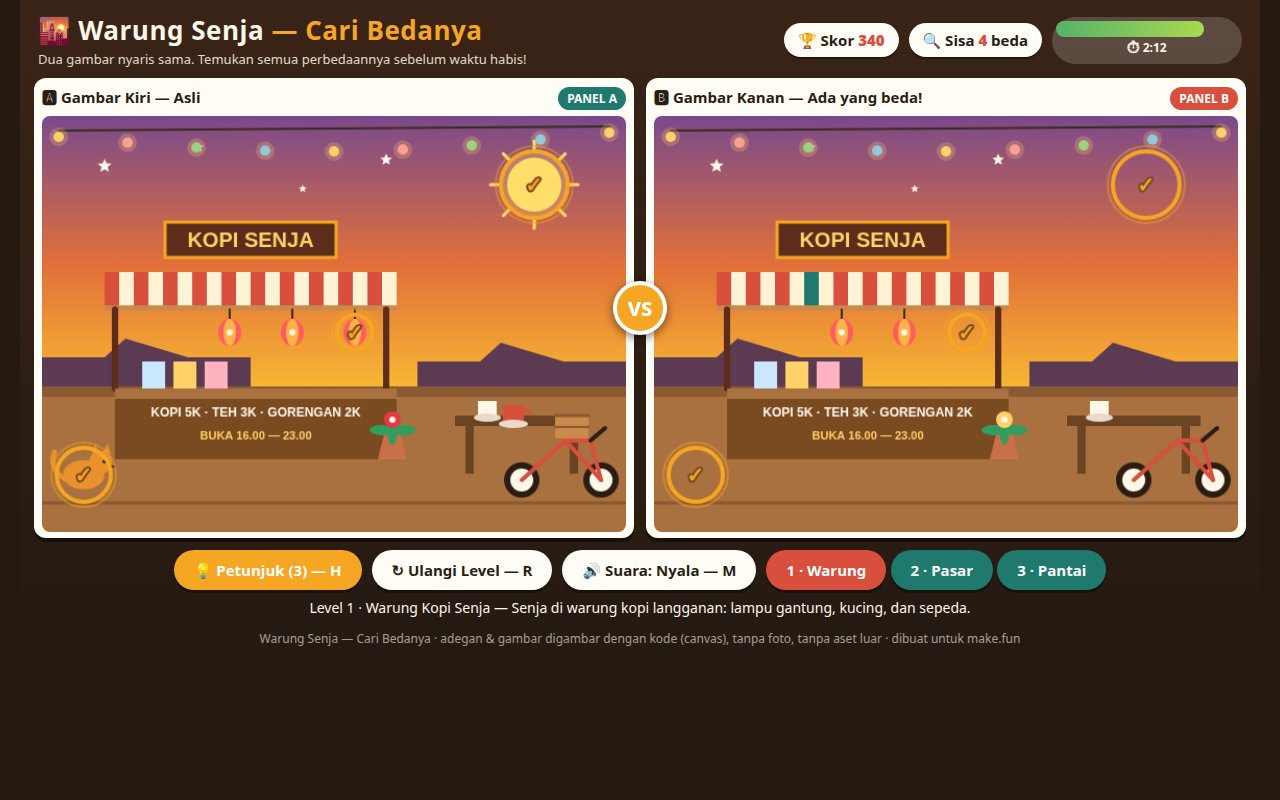 Warung Senja — Cari Bedanya
Dua gambar nyaris sama. Temukan semua perbedaannya sebelum waktu habis!
🏆 Skor 340
🔍 Sisa 4 beda
⏱ 2:12
A Gambar Kiri — Asli
PANEL A
B Gambar Kanan — Ada yang beda!
PANEL B
KOPI SENJA
KOPI 5K · TEH 3K · GORENGAN 2K
BUKA 16.00 — 23.00
VS
KOPI SENJA
KOPI 5K · TEH 3K · GORENGAN 2K
BUKA 16.00 — 23.00
💡 Petunjuk (3) — H
↻ Ulangi Level — R
🔊 Suara: Nyala — M
1 · Warung
2 · Pasar
3 · Pantai
Level 1 · Warung Kopi Senja — Senja di warung kopi langganan: lampu gantung, kucing, dan sepeda.
Warung Senja — Cari Bedanya · adegan & gambar digambar dengan kode (canvas), tanpa foto, tanpa aset luar · dibuat untuk make.fun